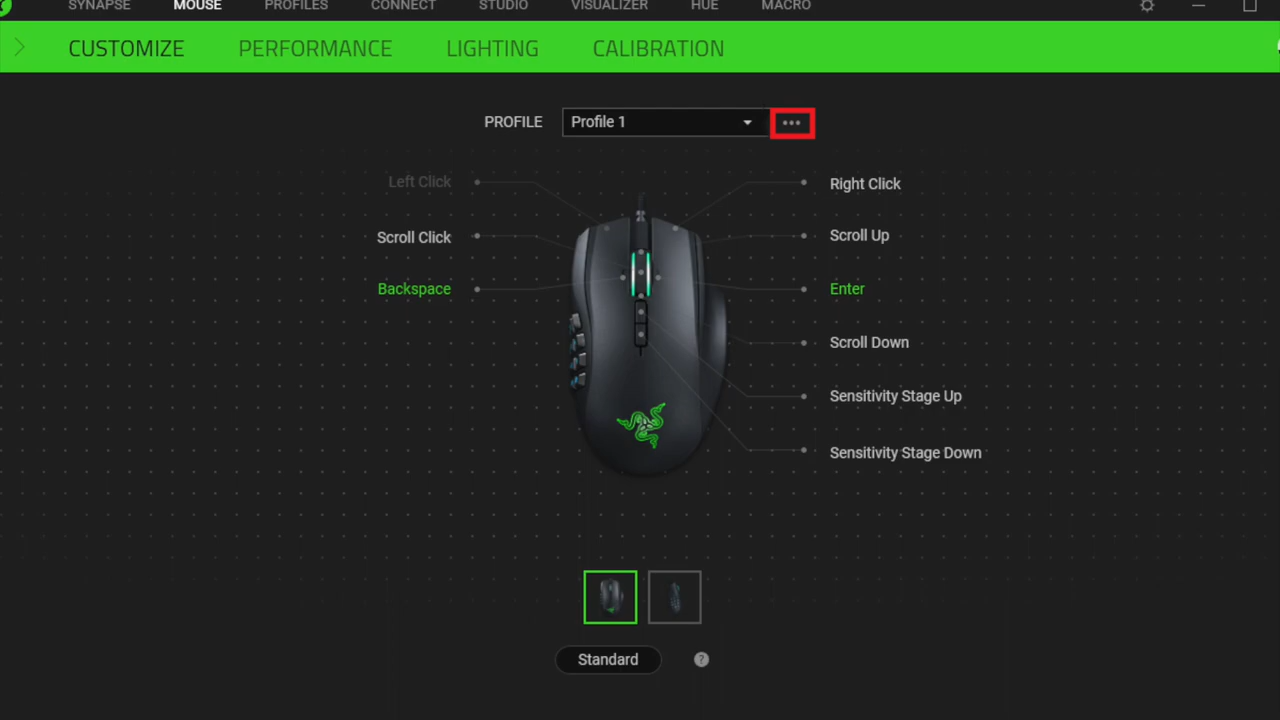 SYNAPSE MOUSE PROFILES CONNECT STUDIO VISUALIZER HUE MACRO
CUSTOMIZE PERFORMANCE LIGHTING CALIBRATION
PROFILE Profile 1
Left Click
Right Click
Scroll Click
Scroll Up
Backspace
Enter
Scroll Down
Sensitivity Stage Up
Sensitivity Stage Down
Standard ?